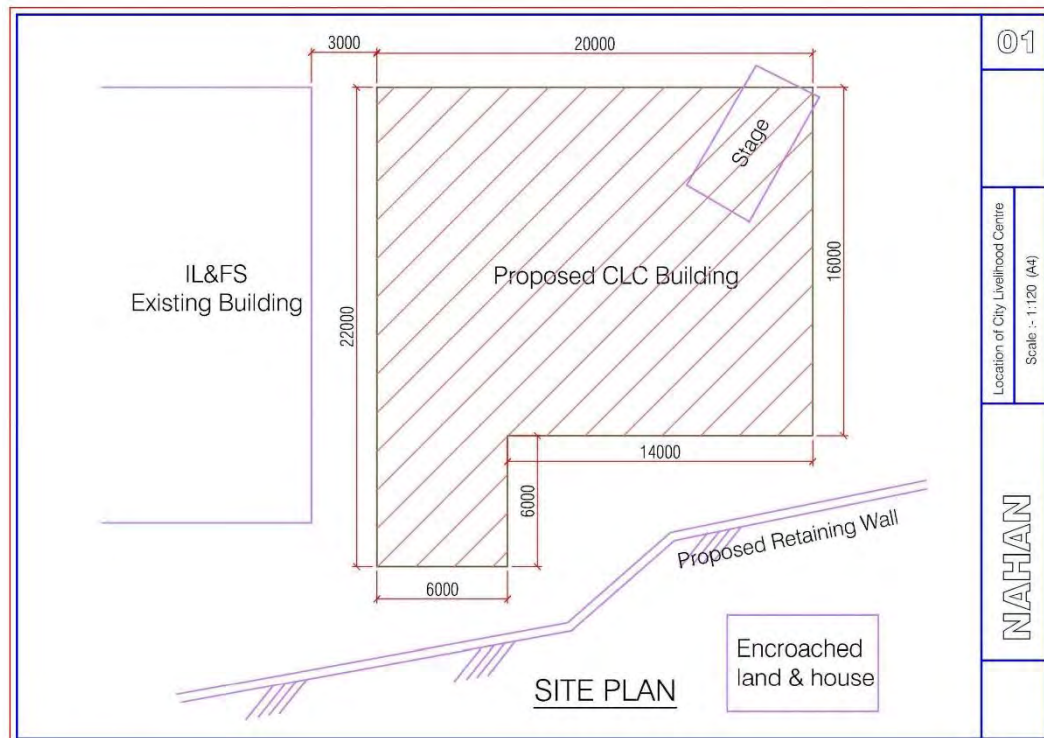 3000
20000
01
Stage
IL&FS
Existing Building
Proposed CLC Building
22000
16000
Location of City Livelihood Centre
Scale :- 1:120 (A4)
14000
6000
6000
Proposed Retaining Wall
NAHAN
Encroached
land & house
SITE PLAN